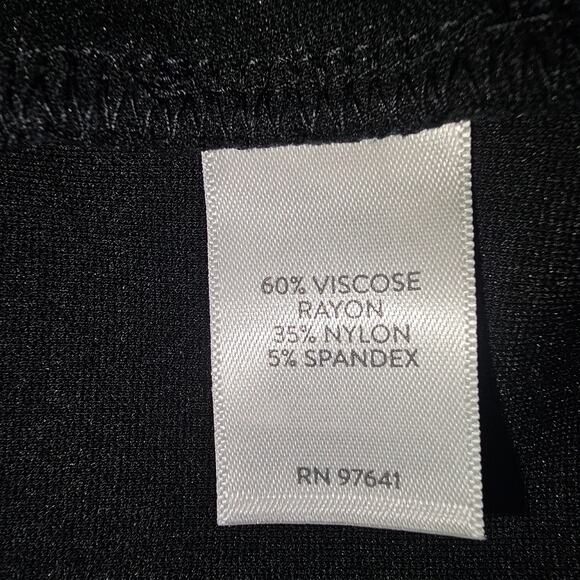 60% VISCOSE
RAYON
35% NYLON
5% SPANDEX
RN 97641